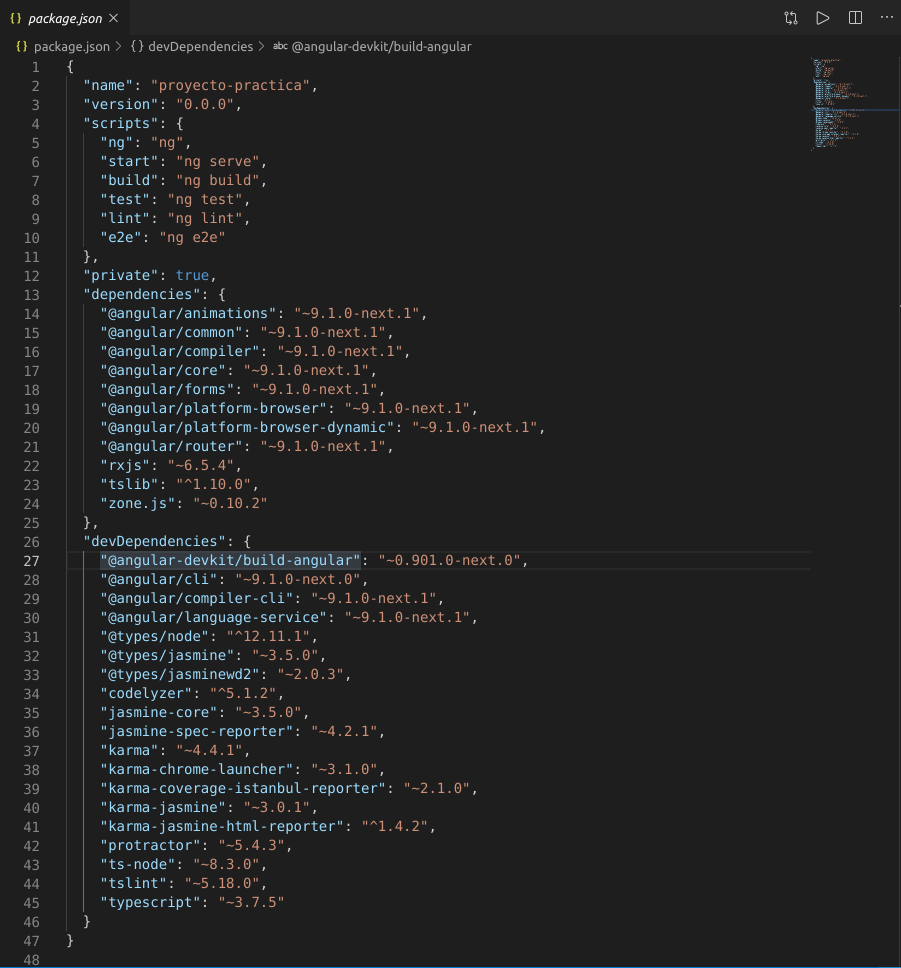 {} package.json ×
{} package.json > {} devDependencies > abc @angular-devkit/build-angular
1 {
2 "name": "proyecto-practica",
3 "version": "0.0.0",
4 "scripts": {
5 "ng": "ng",
6 "start": "ng serve",
7 "build": "ng build",
8 "test": "ng test",
9 "lint": "ng lint",
10 "e2e": "ng e2e"
11 },
12 "private": true,
13 "dependencies": {
14 "@angular/animations": "~9.1.0-next.1",
15 "@angular/common": "~9.1.0-next.1",
16 "@angular/compiler": "~9.1.0-next.1",
17 "@angular/core": "~9.1.0-next.1",
18 "@angular/forms": "~9.1.0-next.1",
19 "@angular/platform-browser": "~9.1.0-next.1",
20 "@angular/platform-browser-dynamic": "~9.1.0-next.1",
21 "@angular/router": "~9.1.0-next.1",
22 "rxjs": "~6.5.4",
23 "tslib": "^1.10.0",
24 "zone.js": "~0.10.2"
25 },
26 "devDependencies": {
27 "@angular-devkit/build-angular": "~0.901.0-next.0",
28 "@angular/cli": "~9.1.0-next.0",
29 "@angular/compiler-cli": "~9.1.0-next.1",
30 "@angular/language-service": "~9.1.0-next.1",
31 "@types/node": "^12.11.1",
32 "@types/jasmine": "~3.5.0",
33 "@types/jasminewd2": "~2.0.3",
34 "codelyzer": "^5.1.2",
35 "jasmine-core": "~3.5.0",
36 "jasmine-spec-reporter": "~4.2.1",
37 "karma": "~4.4.1",
38 "karma-chrome-launcher": "~3.1.0",
39 "karma-coverage-istanbul-reporter": "~2.1.0",
40 "karma-jasmine": "~3.0.1",
41 "karma-jasmine-html-reporter": "^1.4.2",
42 "protractor": "~5.4.3",
43 "ts-node": "~8.3.0",
44 "tslint": "~5.18.0",
45 "typescript": "~3.7.5"
46 }
47 }
48